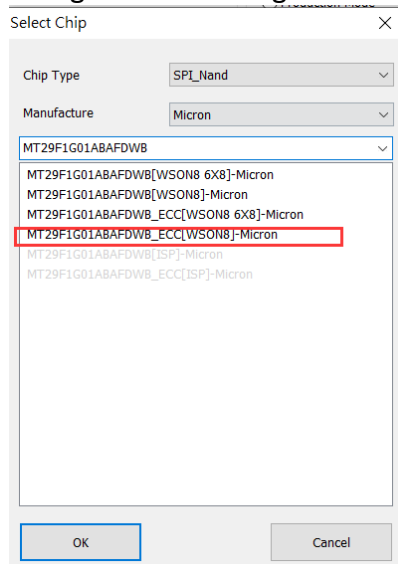 Select Chip
Chip Type SPI_Nand
Manufacture Micron
MT29F1G01ABAFDWB
MT29F1G01ABAFDWB[WSON8 6X8]-Micron
MT29F1G01ABAFDWB[WSON8]-Micron
MT29F1G01ABAFDWB_ECC[WSON8 6X8]-Micron
MT29F1G01ABAFDWB_ECC[WSON8]-Micron
MT29F1G01ABAFDWB[ISP]-Micron
MT29F1G01ABAFDWB_ECC[ISP]-Micron
OK Cancel